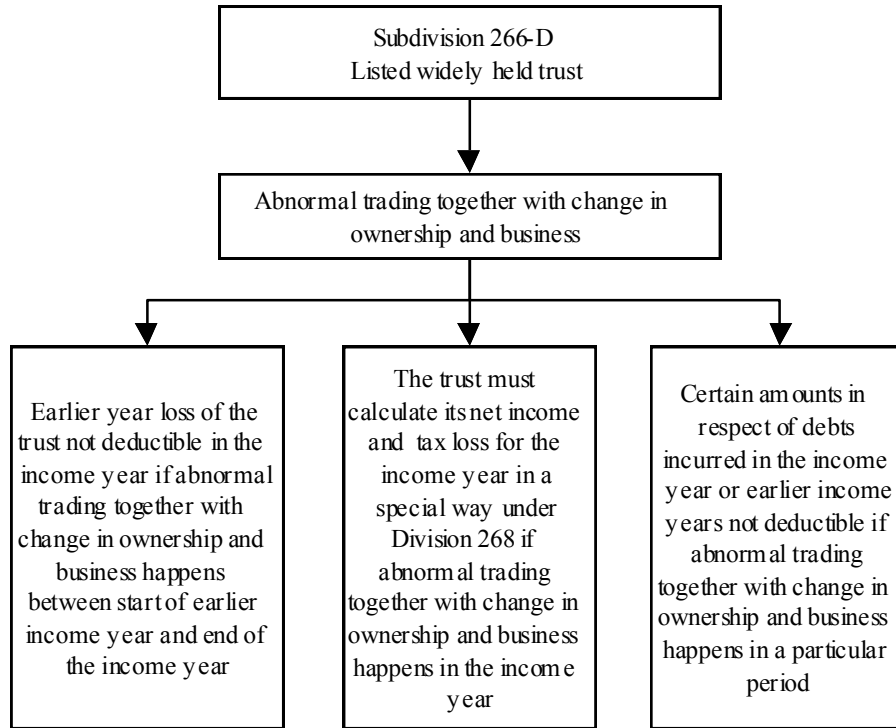 Subdivision 266-D
Listed widely held trust
Abnormal trading together with change in
ownership and business
Earlier year loss of the
trust not deductible in the
income year if abnormal
trading together with
change in ownership and
business happens
between start of earlier
income year and end of
the income year
The trust must
calculate its net income
and tax loss for the
income year in a
special way under
Division 268 if
abnormal trading
together with change in
ownership and business
happens in the income
year
Certain amounts in
respect of debts
incurred in the income
year or earlier income
years not deductible if
abnormal trading
together with change in
ownership and business
happens in a particular
period